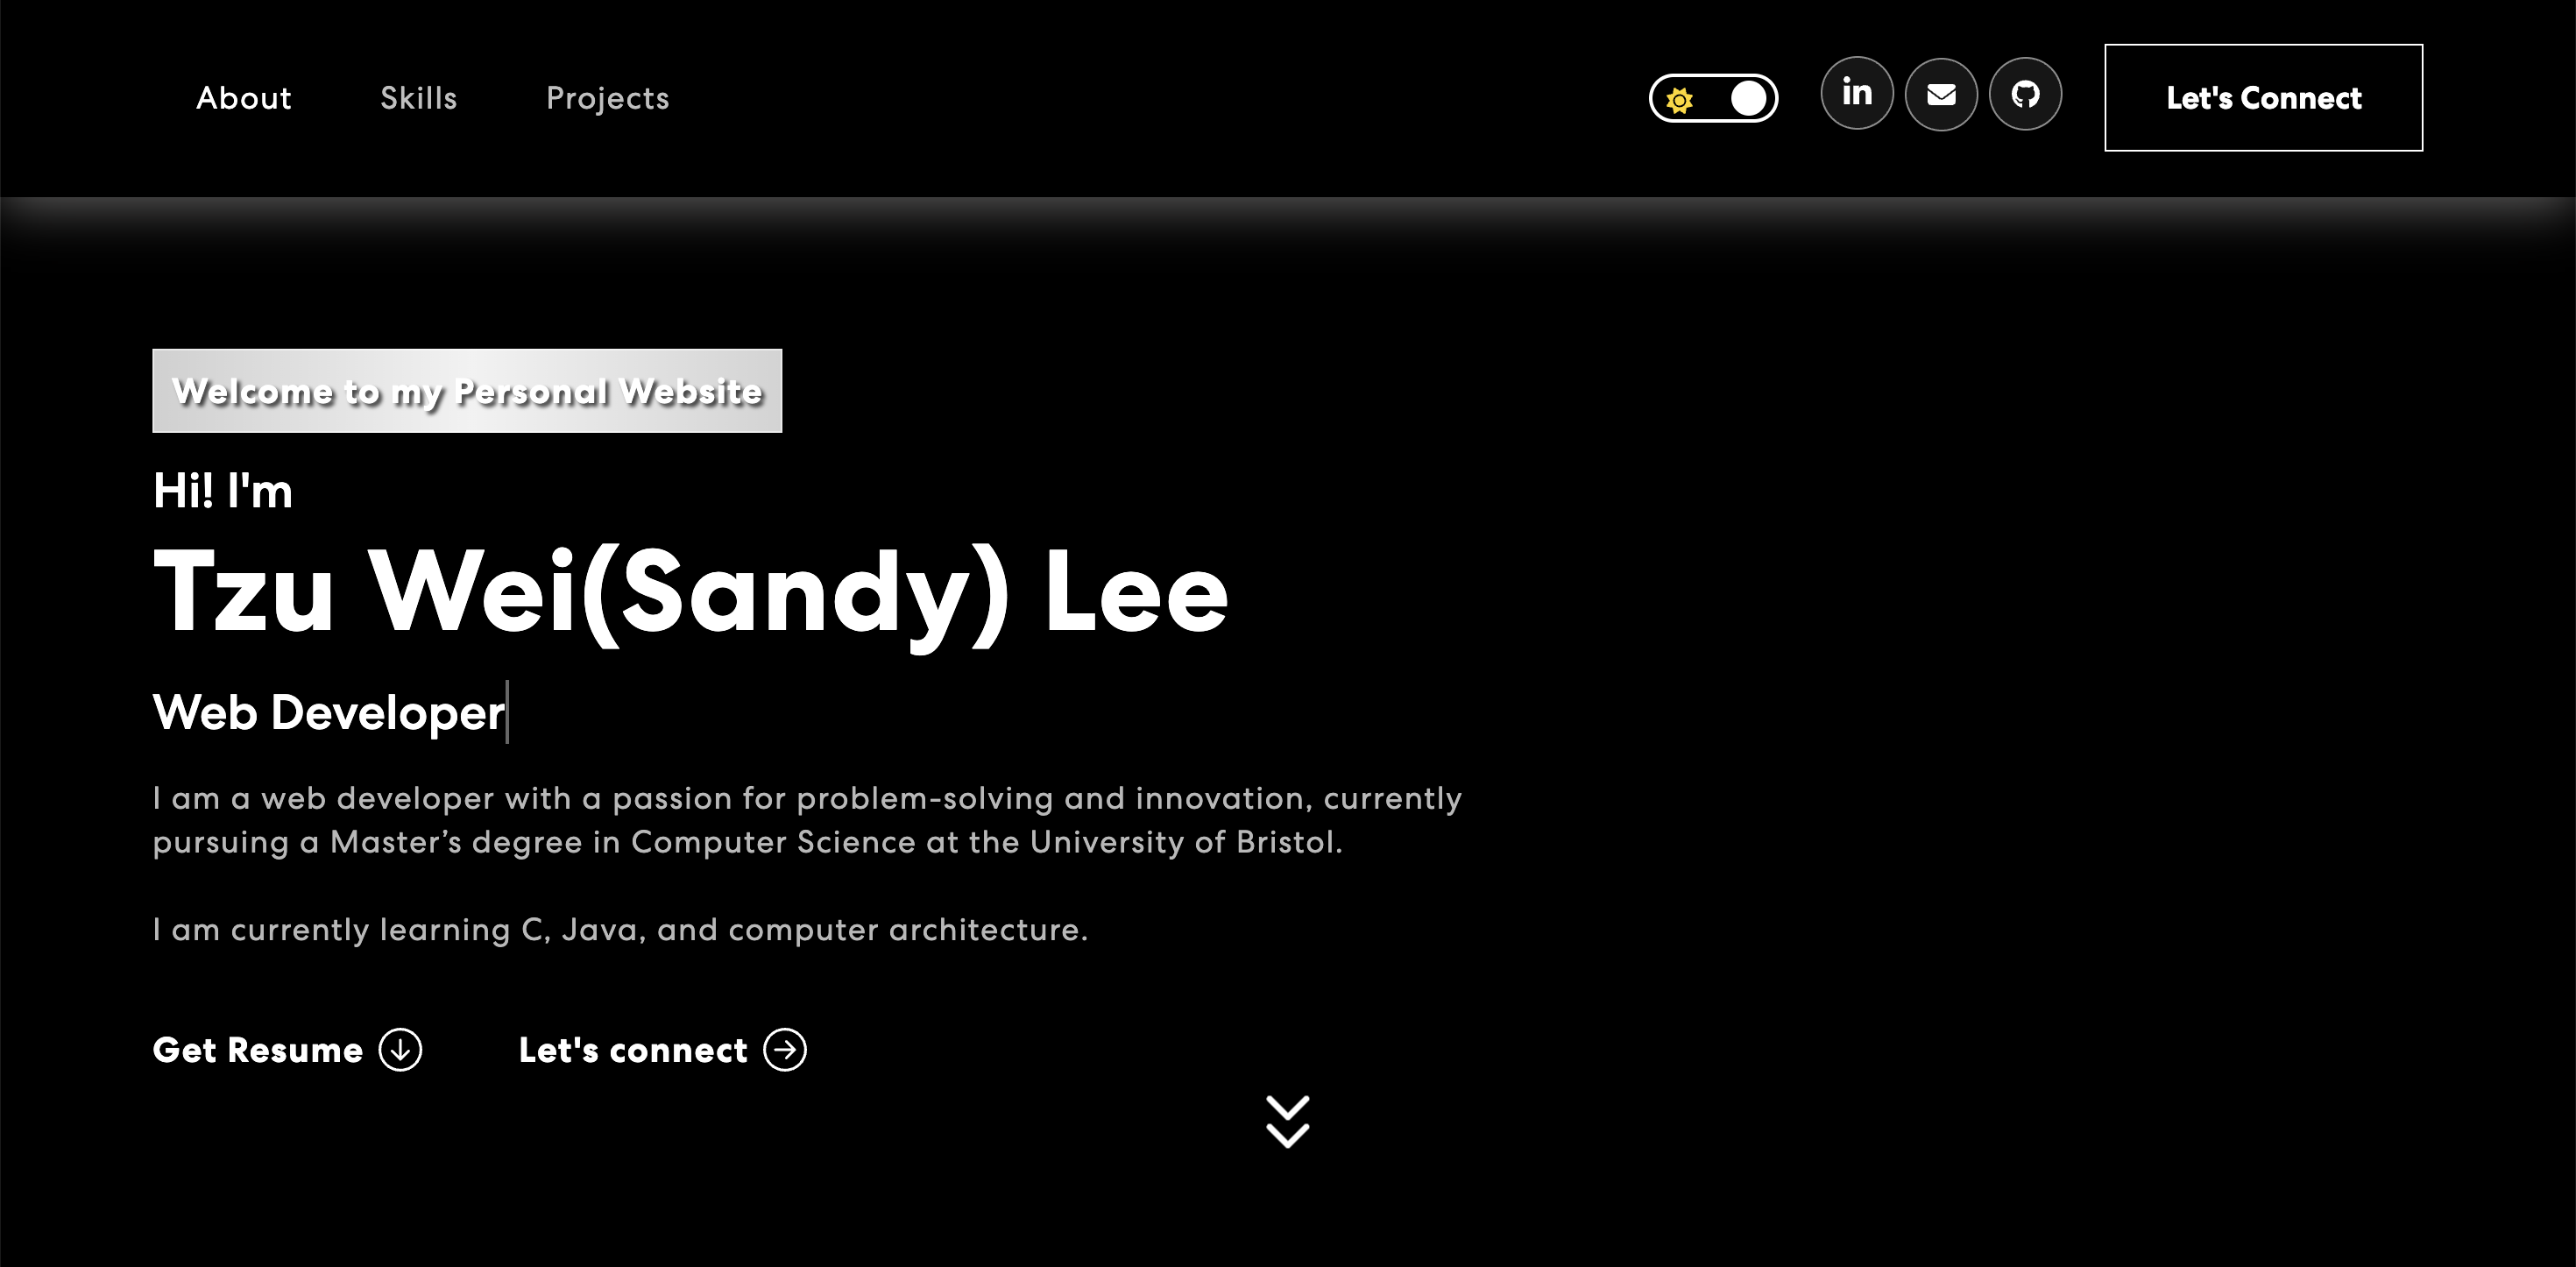 About Skills Projects in Let's Connect
Welcome to my Personal Website
Hi! I'm
Tzu Wei(Sandy) Lee
Web Developer
I am a web developer with a passion for problem-solving and innovation, currently
pursuing a Master’s degree in Computer Science at the University of Bristol.
I am currently learning C, Java, and computer architecture.
Get Resume Let's connect